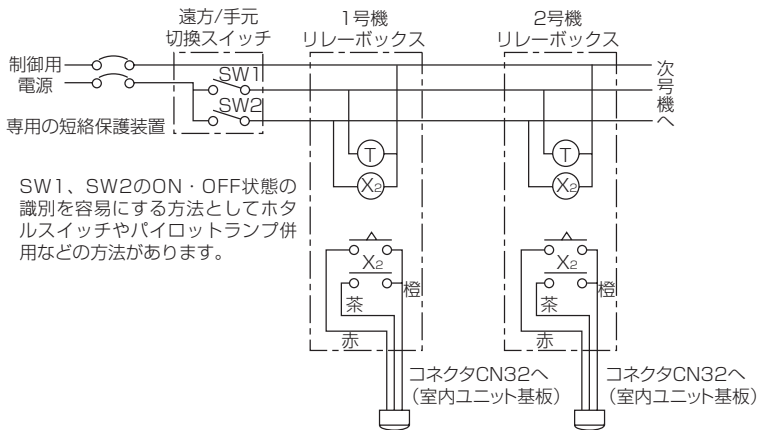 遠方/手元
切換スイッチ
1号機
リレーボックス
2号機
リレーボックス
制御用
電源
SW1
SW2
専用の短絡保護装置
次号機へ
T
X2
T
X2
SW1、SW2のON・OFF状態の
識別を容易にする方法としてホタ
ルスイッチやパイロットランプ併
用などの方法があります。
X2
茶
橙
赤
X2
茶
橙
赤
コネクタCN32へ
（室内ユニット基板）
コネクタCN32へ
（室内ユニット基板）